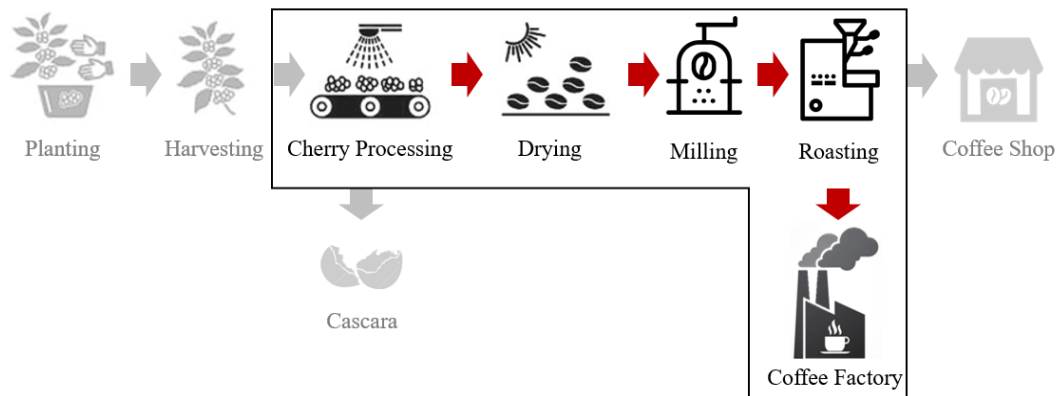 Planting
Harvesting
Cherry Processing
Drying
Milling
Roasting
Coffee Shop
Cascara
Coffee Factory